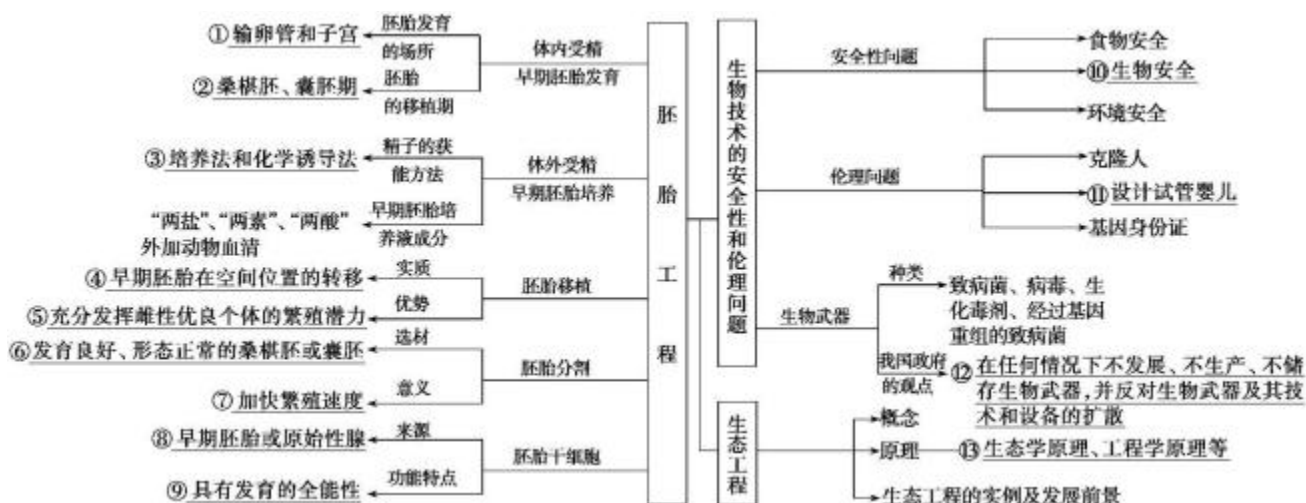 ①输卵管和子宫
胚胎发育
的场所
②桑椹胚、囊胚期
胚胎
的移植期
体内受精
早期胚胎发育
③培养法和化学诱导法
精子的获
能方法
“两盐”、“两素”、“两酸”
外加动物血清
早期胚胎培
养液成分
体外受精
早期胚胎培养
④早期胚胎在空间位置的转移
实质
⑤充分发挥雌性优良个体的繁殖潜力
优势
胚胎移植
⑥发育良好、形态正常的桑椹胚或囊胚
选材
⑦加快繁殖速度
意义
胚胎分割
⑧早期胚胎或原始性腺
来源
⑨具有发育的全能性
功能特点
胚胎干细胞
胚胎工程
生物技术的安全性和伦理问题
安全性问题
食物安全
⑩生物安全
环境安全
伦理问题
克隆人
⑪设计试管婴儿
基因身份证
生物武器
种类
致病菌、病毒、生
化毒剂、经过基因
重组的致病菌
我国政府
的观点
⑫在任何情况下不发展、不生产、不储
存生物武器,并反对生物武器及其技
术和设备的扩散
生态工程
概念
原理
⑬生态学原理、工程学原理等
生态工程的实例及发展前景